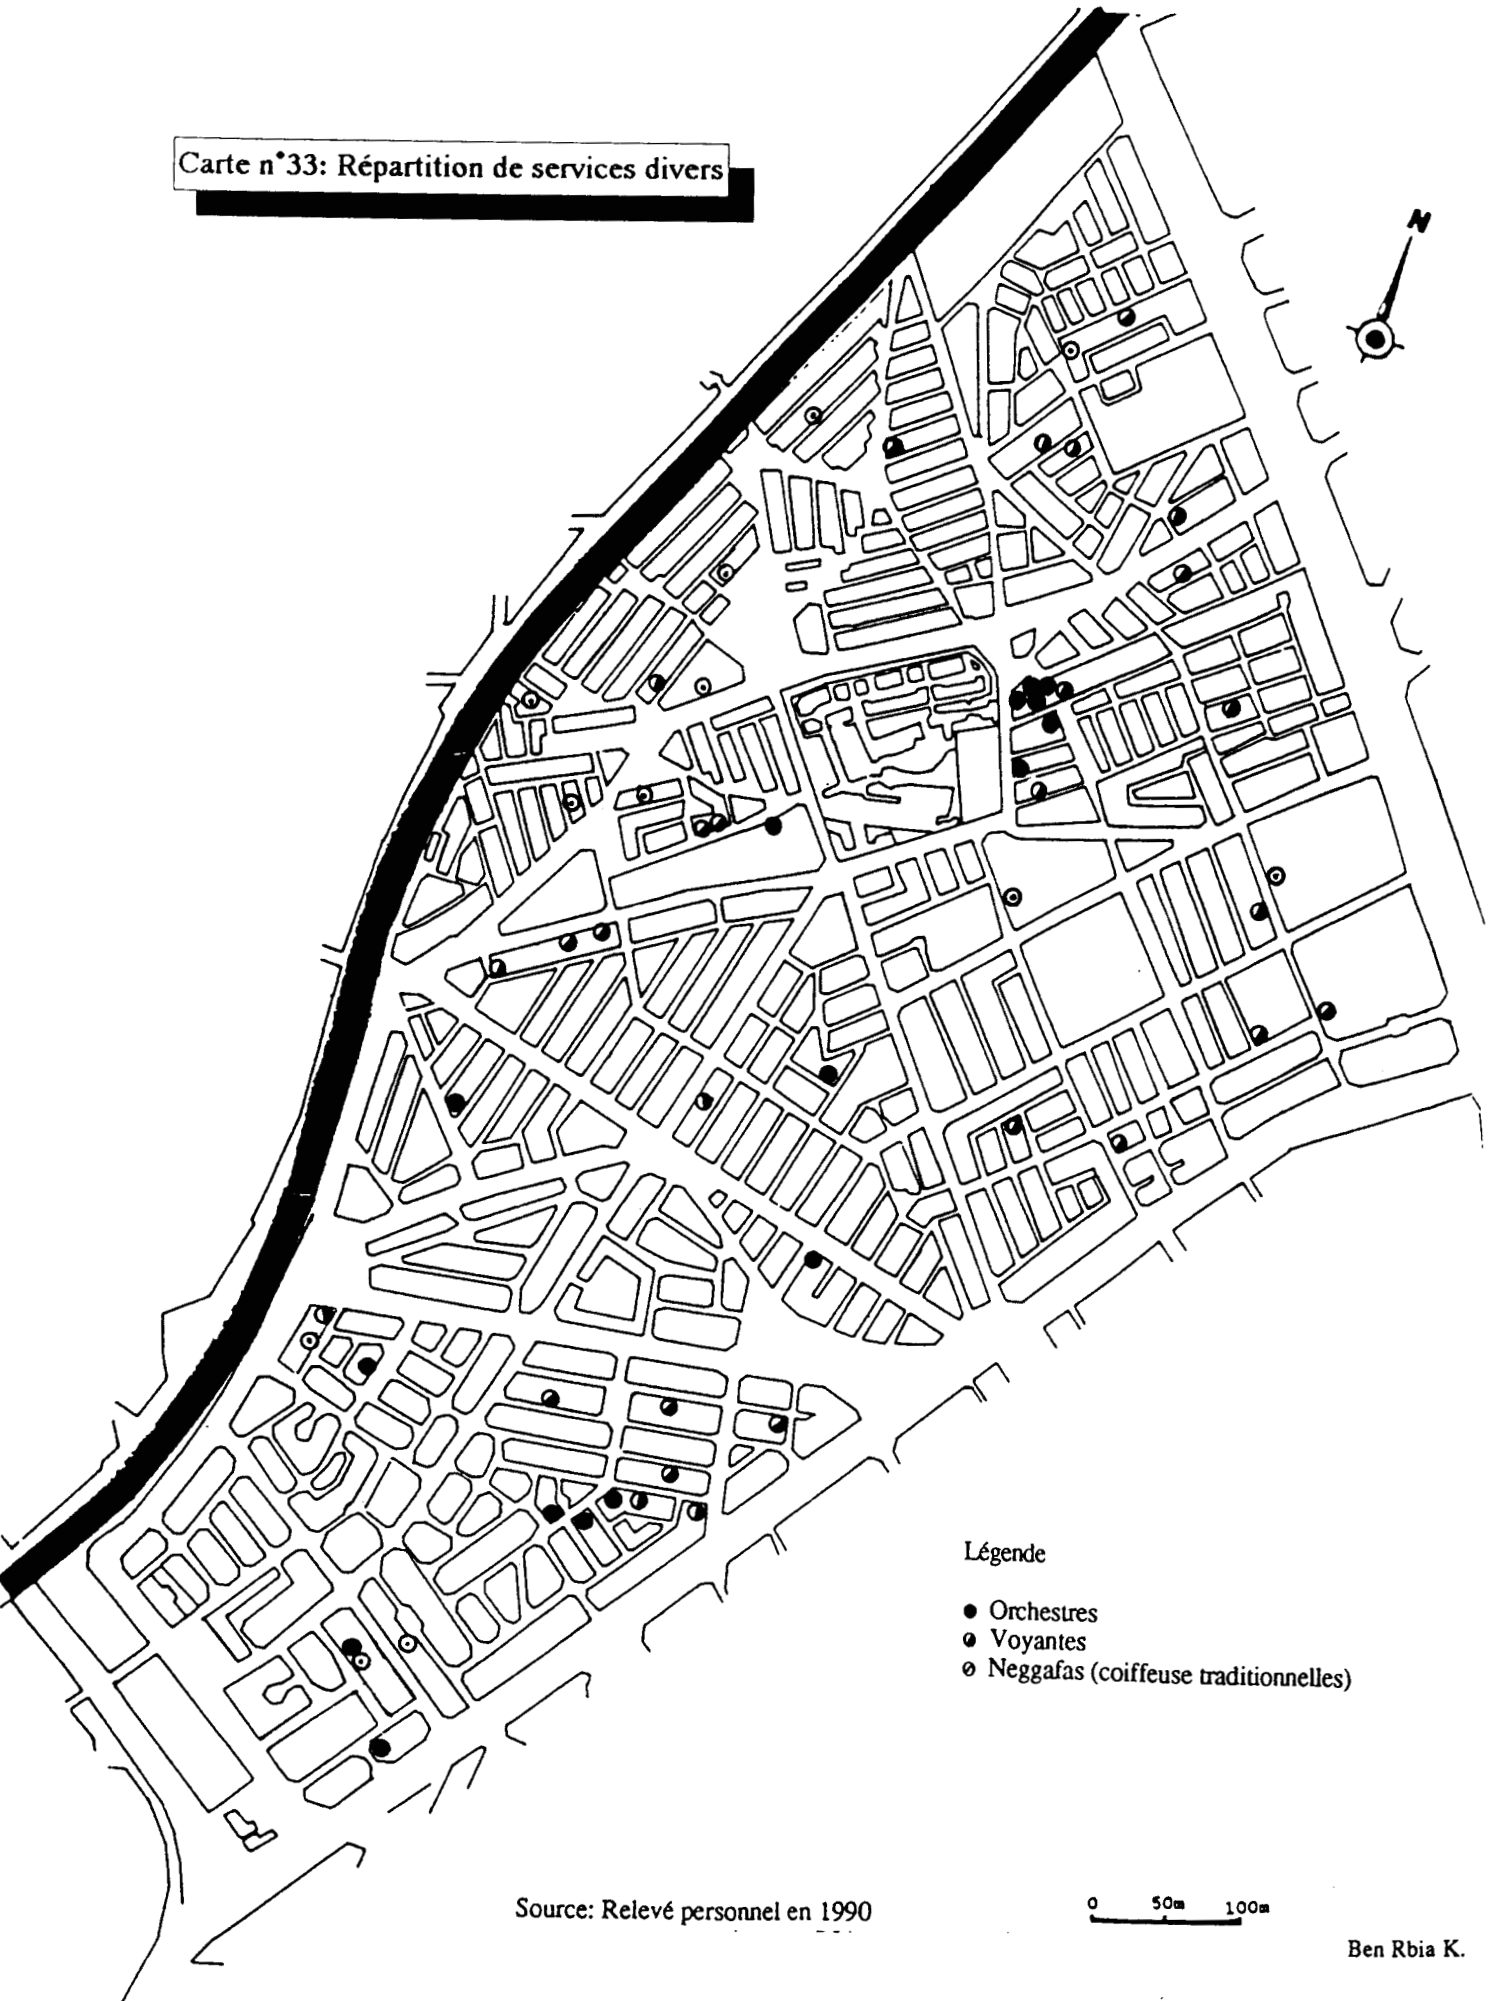 Carte n°33: Répartition de services divers
N
Légende
Orchestres
Voyantes
Neggafas (coiffeuse traditionnelles)
Source: Relevé personnel en 1990
0 50m 100m
Ben Rbia K.